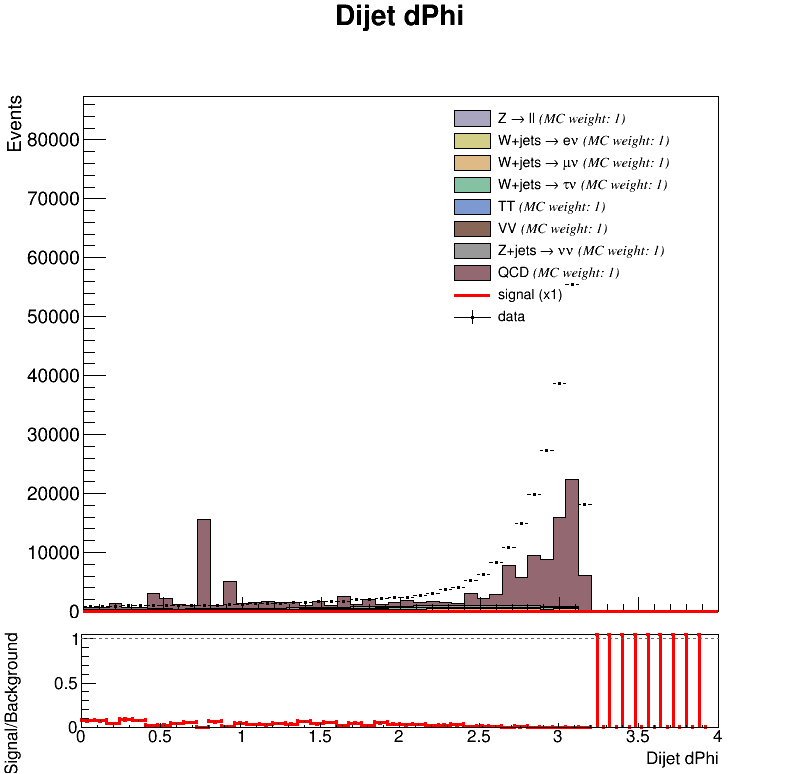 Dijet dPhi
Events
80000
70000
60000
50000
40000
30000
20000
10000
0
Z → ll (MC weight: 1)
W+jets → eν (MC weight: 1)
W+jets → μν (MC weight: 1)
W+jets → τν (MC weight: 1)
TT (MC weight: 1)
VV (MC weight: 1)
Z+jets → νν (MC weight: 1)
QCD (MC weight: 1)
signal (x1)
data
Signal/Background
1
0.5
0
0 0.5 1 1.5 2 2.5 3 3.5 4
Dijet dPhi